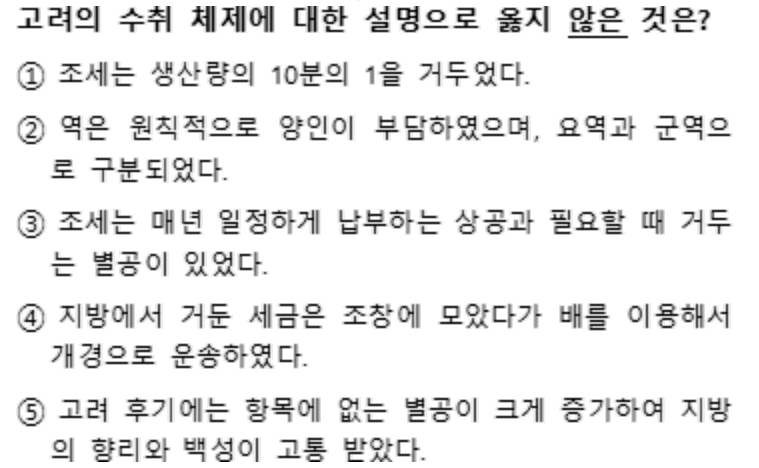 고려의 수취 체제에 대한 설명으로 옳지 않은 것은?
① 조세는 생산량의 10분의 1을 거두었다.
② 역은 원칙적으로 양인이 부담하였으며, 요역과 군역으
로 구분되었다.
③ 조세는 매년 일정하게 납부하는 상공과 필요할 때 거두
는 별공이 있었다.
④ 지방에서 거둔 세금은 조창에 모았다가 배를 이용해서
개경으로 운송하였다.
⑤ 고려 후기에는 항목에 없는 별공이 크게 증가하여 지방
의 향리와 백성이 고통 받았다.